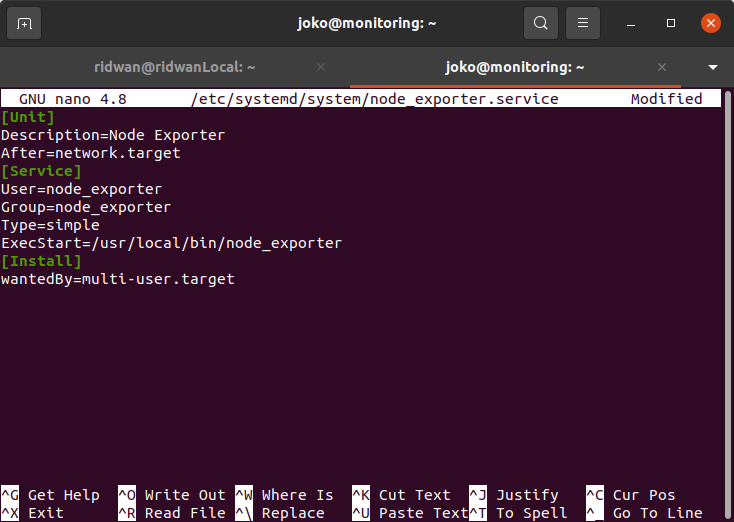 joko@monitoring: ~
ridwan@ridwanLocal: ~
joko@monitoring: ~
GNU nano 4.8 /etc/systemd/system/node_exporter.service Modified
[Unit]
Description=Node Exporter
After=network.target
[Service]
User=node_exporter
Group=node_exporter
Type=simple
ExecStart=/usr/local/bin/node_exporter
[Install]
wantedBy=multi-user.target
^G Get Help ^O Write Out ^W Where Is ^K Cut Text ^J Justify ^C Cur Pos
^X Exit ^R Read File ^\ Replace ^U Paste Text ^T To Spell ^_ Go To Line